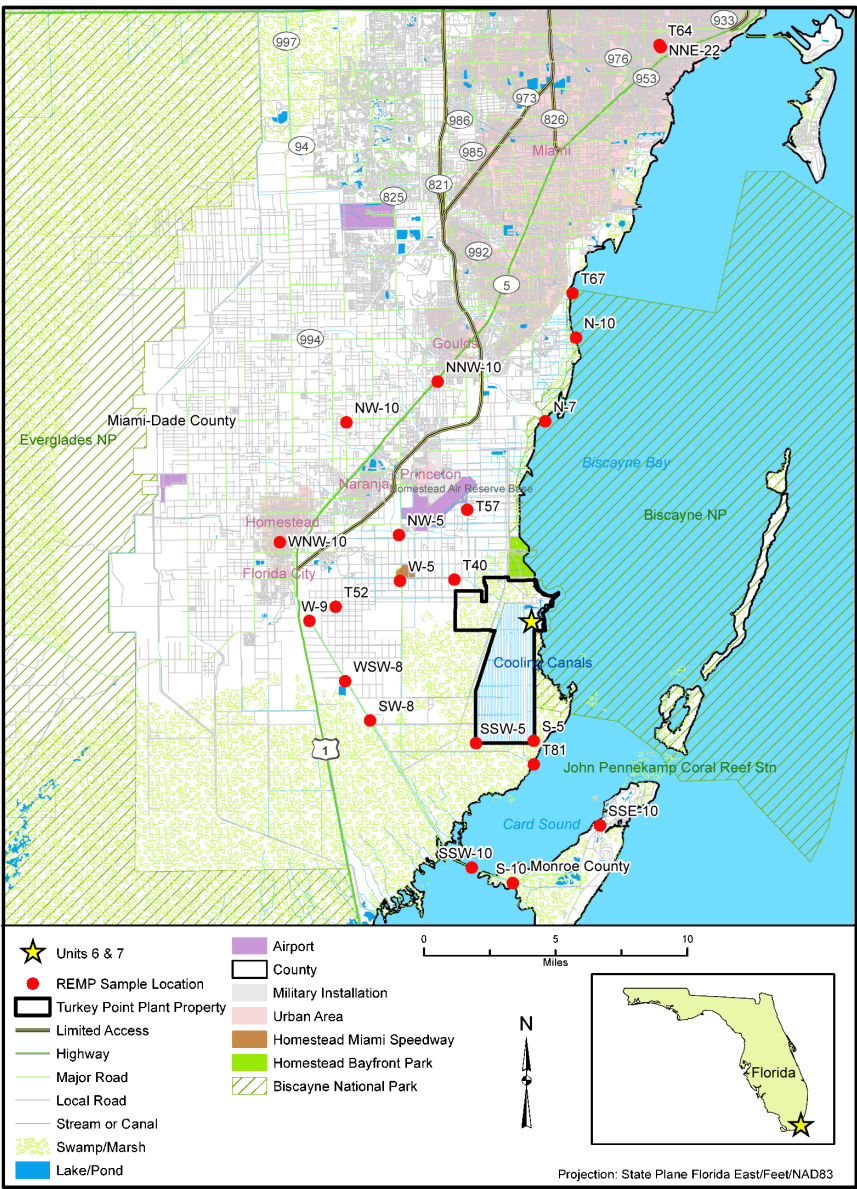 933
T64
997
NNE-22
976
953
973
826
986
94
985
Miami
821
825
992
5
T67
N-10
994
Goulds
NNW-10
NW-10
N-7
Miami-Dade County
Everglades NP
Biscayne Bay
Princeton
Naranja
Homestead Air Reserve Base
T57
Biscayne NP
Homestead
NW-5
WNW-10
W-5
T40
Florida City
T52
W-9
Cooling Canals
WSW-8
SW-8
SSW-5
S-5
T81
1
John Pennekamp Coral Reef Stn
SSE-10
Card Sound
SSW-10
S-10
Monroe County
Units 6 & 7
REMP Sample Location
Turkey Point Plant Property
Limited Access
Highway
Major Road
Local Road
Stream or Canal
Swamp/Marsh
Lake/Pond
Airport
County
Military Installation
Urban Area
Homestead Miami Speedway
Homestead Bayfront Park
Biscayne National Park
0 5 10
Miles
N
Florida
Projection: State Plane Florida East/Feet/NAD83